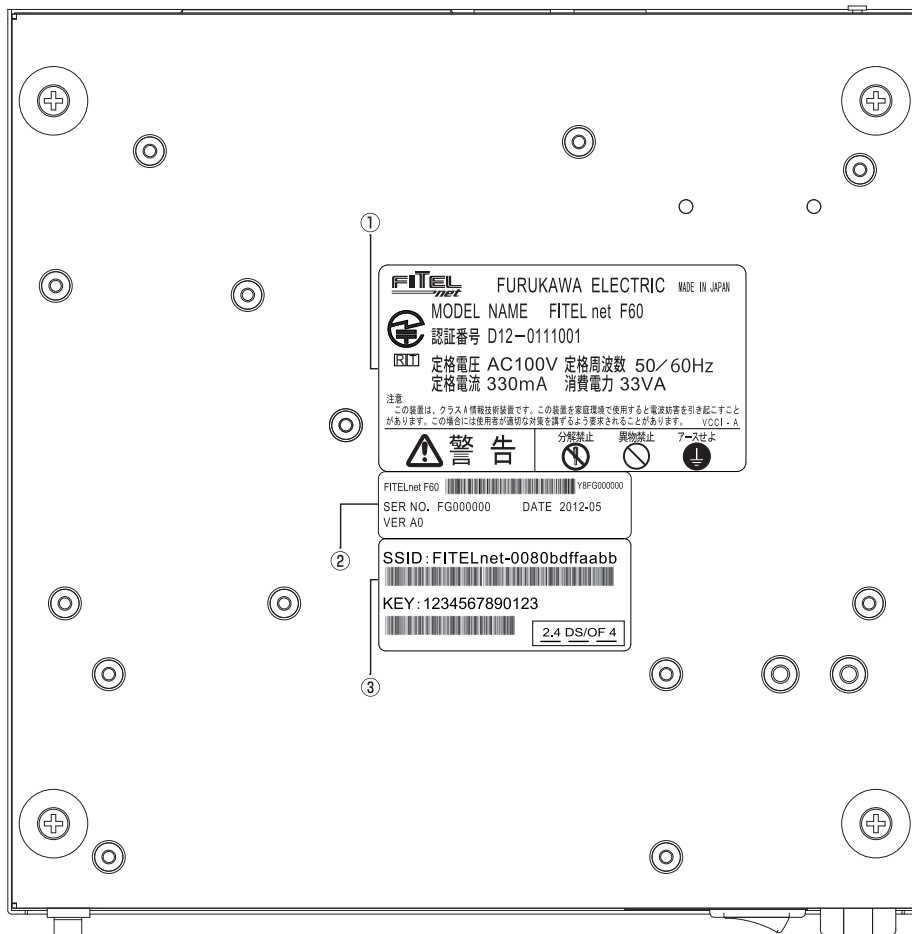 ①
FITEL net FURUKAWA ELECTRIC MADE IN JAPAN
MODEL NAME FITEL net F60
認証番号 D12-0111001
RIT
定格電圧 AC100V 定格周波数 50/60Hz
定格電流 330mA 消費電力 33VA
注意
この装置は、クラスA情報技術装置です。この装置を家庭環境で使用すると電波妨害を引き起こすこと
があります。この場合には使用者が適切な対策を講ずるよう要求されることがあります。 VCCI-A
警告 分解禁止 異物禁止 アースせよ
FITELnet F60 Y8FG000000
SER NO. FG000000 DATE 2012-05
VER A0
②
SSID:FITELnet-0080bdffaabb
KEY:1234567890123
2.4 DS/OF 4
③